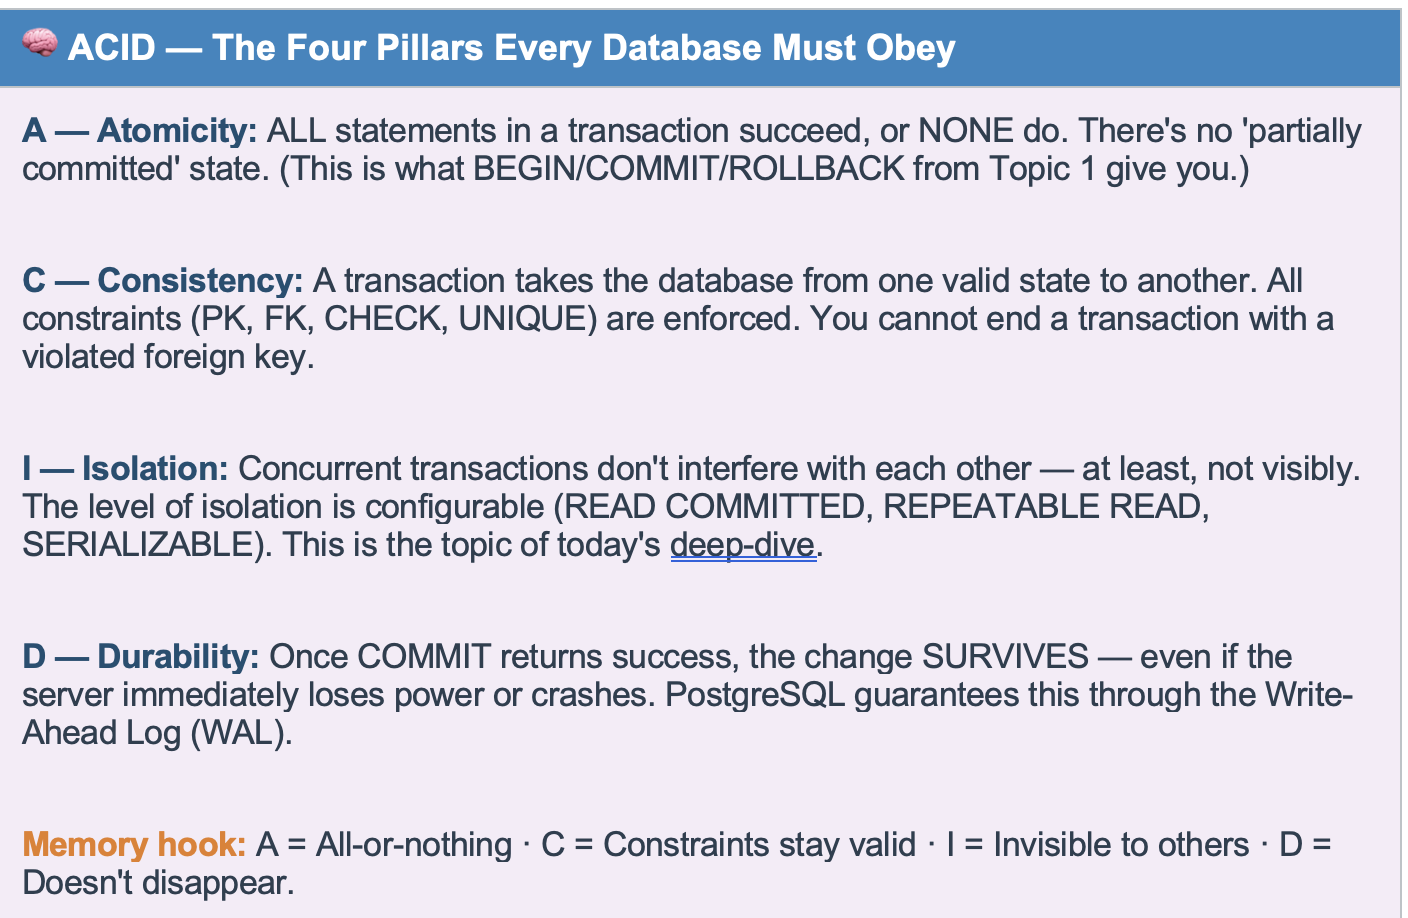 🧠 ACID — The Four Pillars Every Database Must Obey
A — Atomicity: ALL statements in a transaction succeed, or NONE do. There's no 'partially
committed' state. (This is what BEGIN/COMMIT/ROLLBACK from Topic 1 give you.)
C — Consistency: A transaction takes the database from one valid state to another. All
constraints (PK, FK, CHECK, UNIQUE) are enforced. You cannot end a transaction with a
violated foreign key.
I — Isolation: Concurrent transactions don't interfere with each other — at least, not visibly.
The level of isolation is configurable (READ COMMITTED, REPEATABLE READ,
SERIALIZABLE). This is the topic of today's deep-dive.
D — Durability: Once COMMIT returns success, the change SURVIVES — even if the
server immediately loses power or crashes. PostgreSQL guarantees this through the Write-
Ahead Log (WAL).
Memory hook: A = All-or-nothing · C = Constraints stay valid · I = Invisible to others · D =
Doesn't disappear.